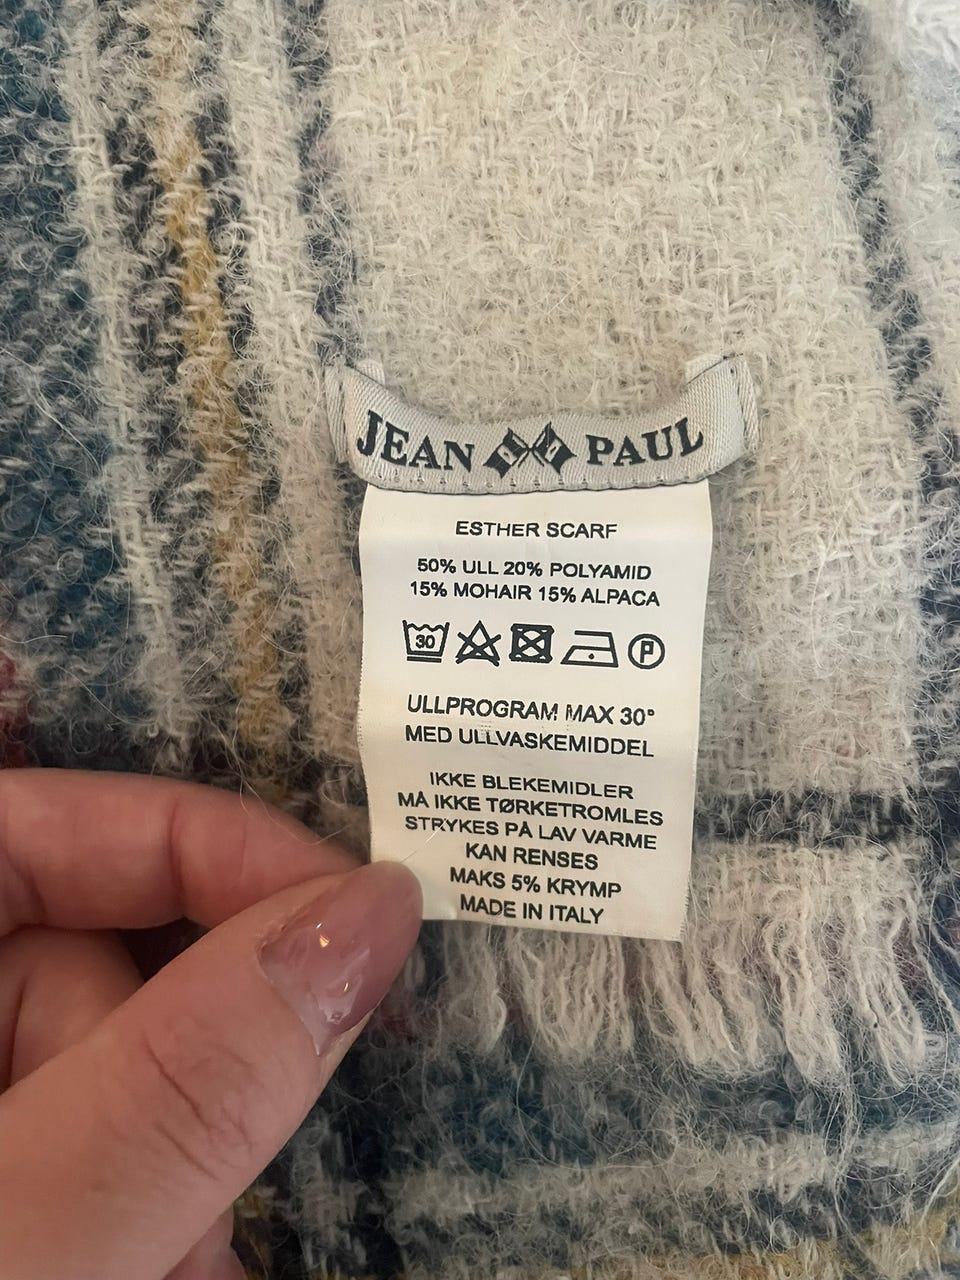 JEAN PAUL
ESTHER SCARF
50% ULL 20% POLYAMID
15% MOHAIR 15% ALPACA
30 P
ULLPROGRAM MAX 30°
MED ULLVASKEMIDDEL
IKKE BLEKEMIDLER
MÅ IKKE TØRKETROMLES
STRYKES PÅ LAV VARME
KAN RENSES
MAKS 5% KRYMP
MADE IN ITALY